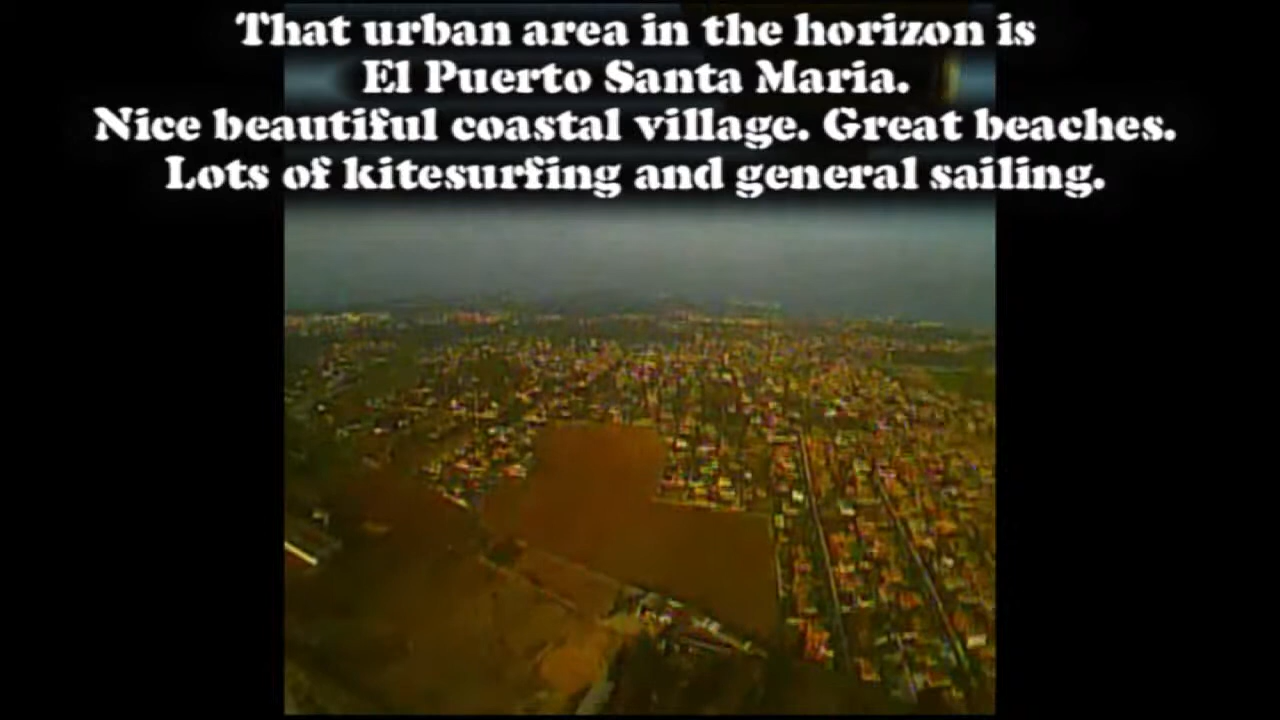 That urban area in the horizon is
El Puerto Santa Maria.
Nice beautiful coastal village. Great beaches.
Lots of kitesurfing and general sailing.